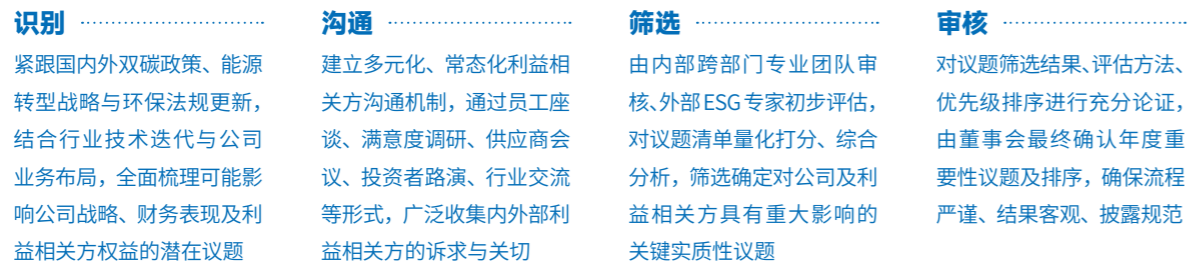 识别
紧跟国内外双碳政策、能源
转型战略与环保法规更新，
结合行业技术迭代与公司
业务布局，全面梳理可能影
响公司战略、财务表现及利
益相关方权益的潜在议题
沟通
建立多元化、常态化利益相
关方沟通机制，通过员工座
谈、满意度调研、供应商会
议、投资者路演、行业交流
等形式，广泛收集内外部利
益相关方的诉求与关切
筛选
由内部跨部门专业团队审
核、外部ESG专家初步评估，
对议题清单量化打分、综合
分析，筛选确定对公司及利
益相关方具有重大影响的
关键实质性议题
审核
对议题筛选结果、评估方法、
优先级排序进行充分论证，
由董事会最终确认年度重
要性议题及排序，确保流程
严谨、结果客观、披露规范